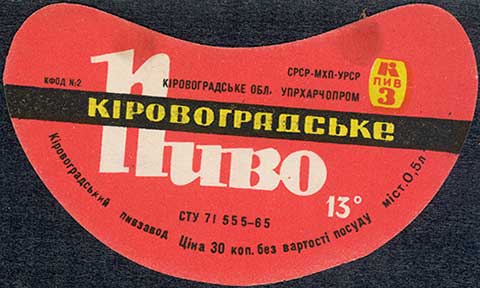 СРСР-МХП-УРСР
КФОД №2
КІРОВОГРАДСЬКЕ ОБЛ. УПРХАРЧОПРОМ
К
ПИВ
З
КІРОВОГРАДСЬКЕ
Пиво
13°
СТУ 71 555-65
Кіровоградський пивзавод Ціна 30 коп. без вартості посуду міст. 0,5л